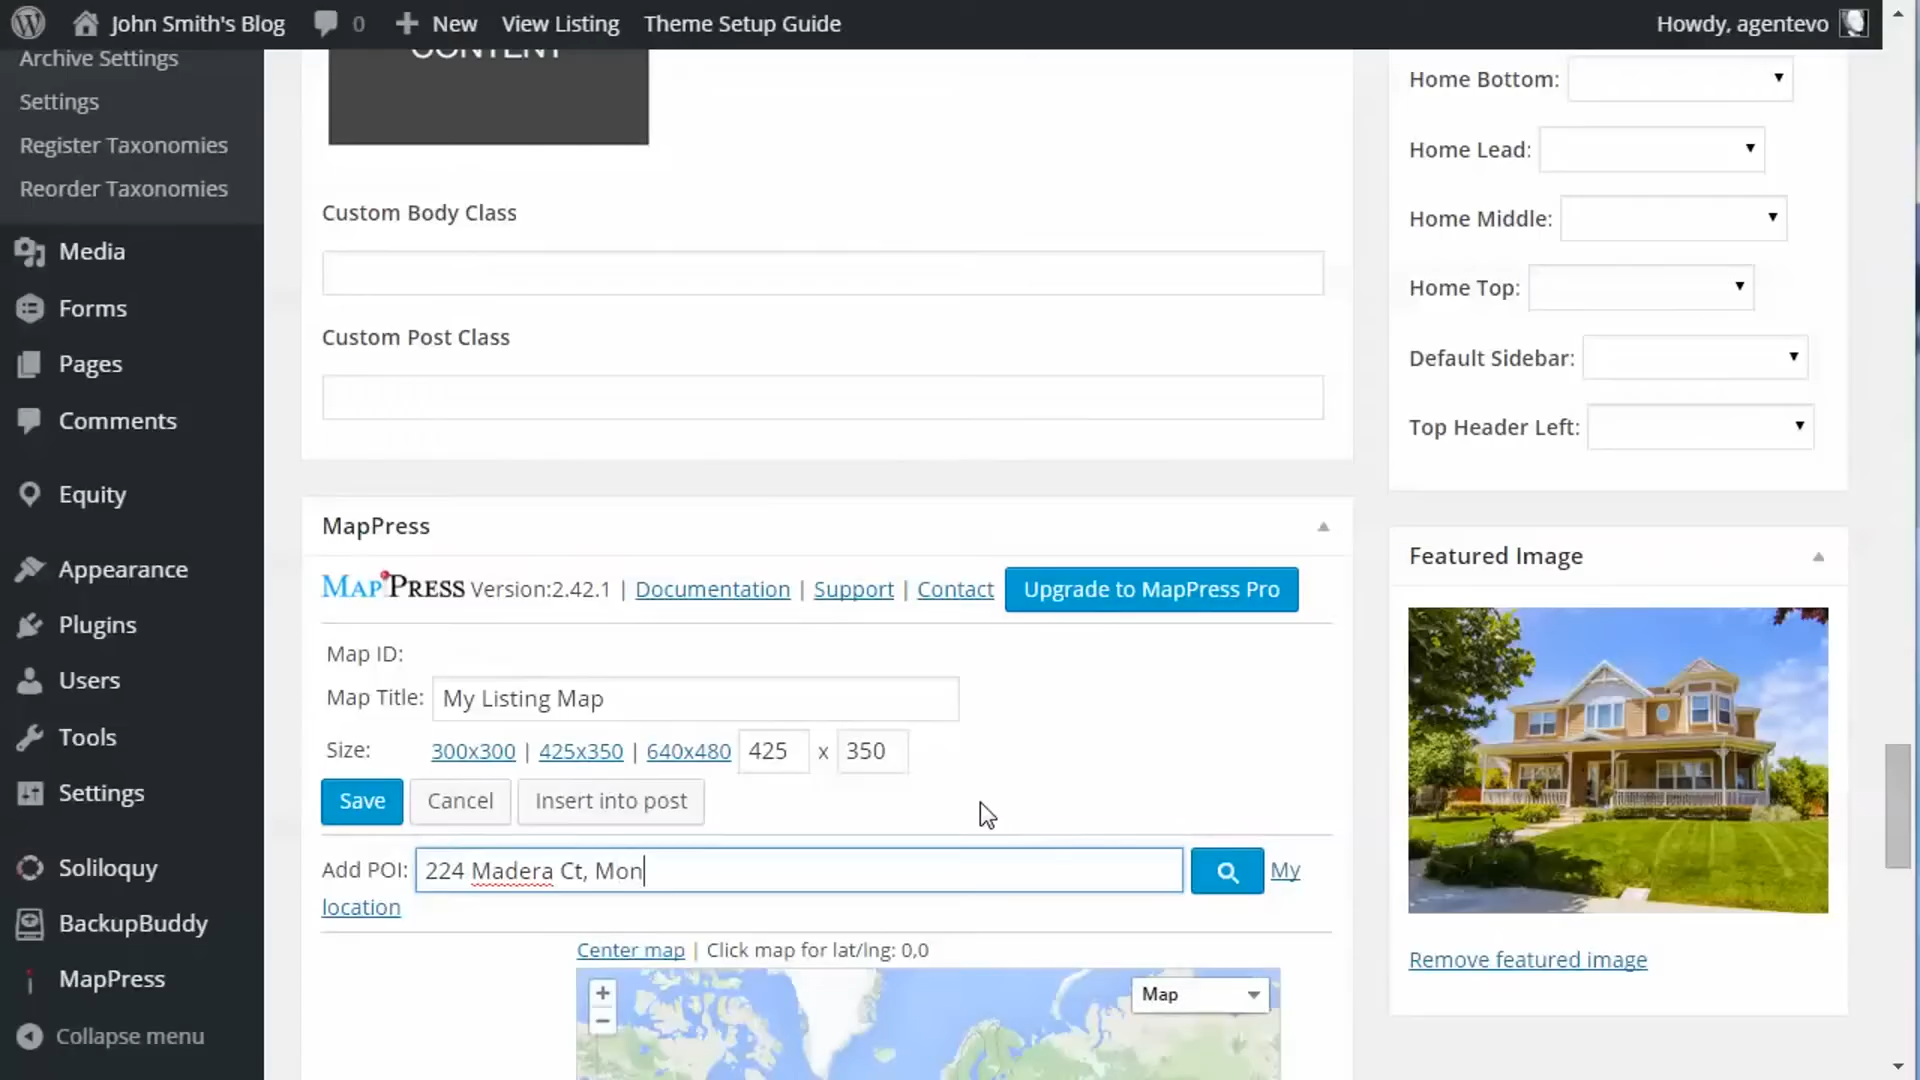 John Smith's Blog 0 New View Listing Theme Setup Guide Howdy, agentevo
Archive Settings
Settings
Register Taxonomies
Reorder Taxonomies
Media
Forms
Pages
Comments
Equity
Appearance
Plugins
Users
Tools
Settings
Soliloquy
BackupBuddy
MapPress
Collapse menu
CONTENT
Custom Body Class
Custom Post Class
MapPress
MAPPRESS Version:2.42.1 | Documentation | Support | Contact Upgrade to MapPress Pro
Map ID:
Map Title: My Listing Map
Size: 300x300 | 425x350 | 640x480 425 x 350
Save Cancel Insert into post
Add POI: 224 Madera Ct, Mon My
location
Center map | Click map for lat/lng: 0,0
+ Map
−
Home Bottom:
Home Lead:
Home Middle:
Home Top:
Default Sidebar:
Top Header Left:
Featured Image
Remove featured image